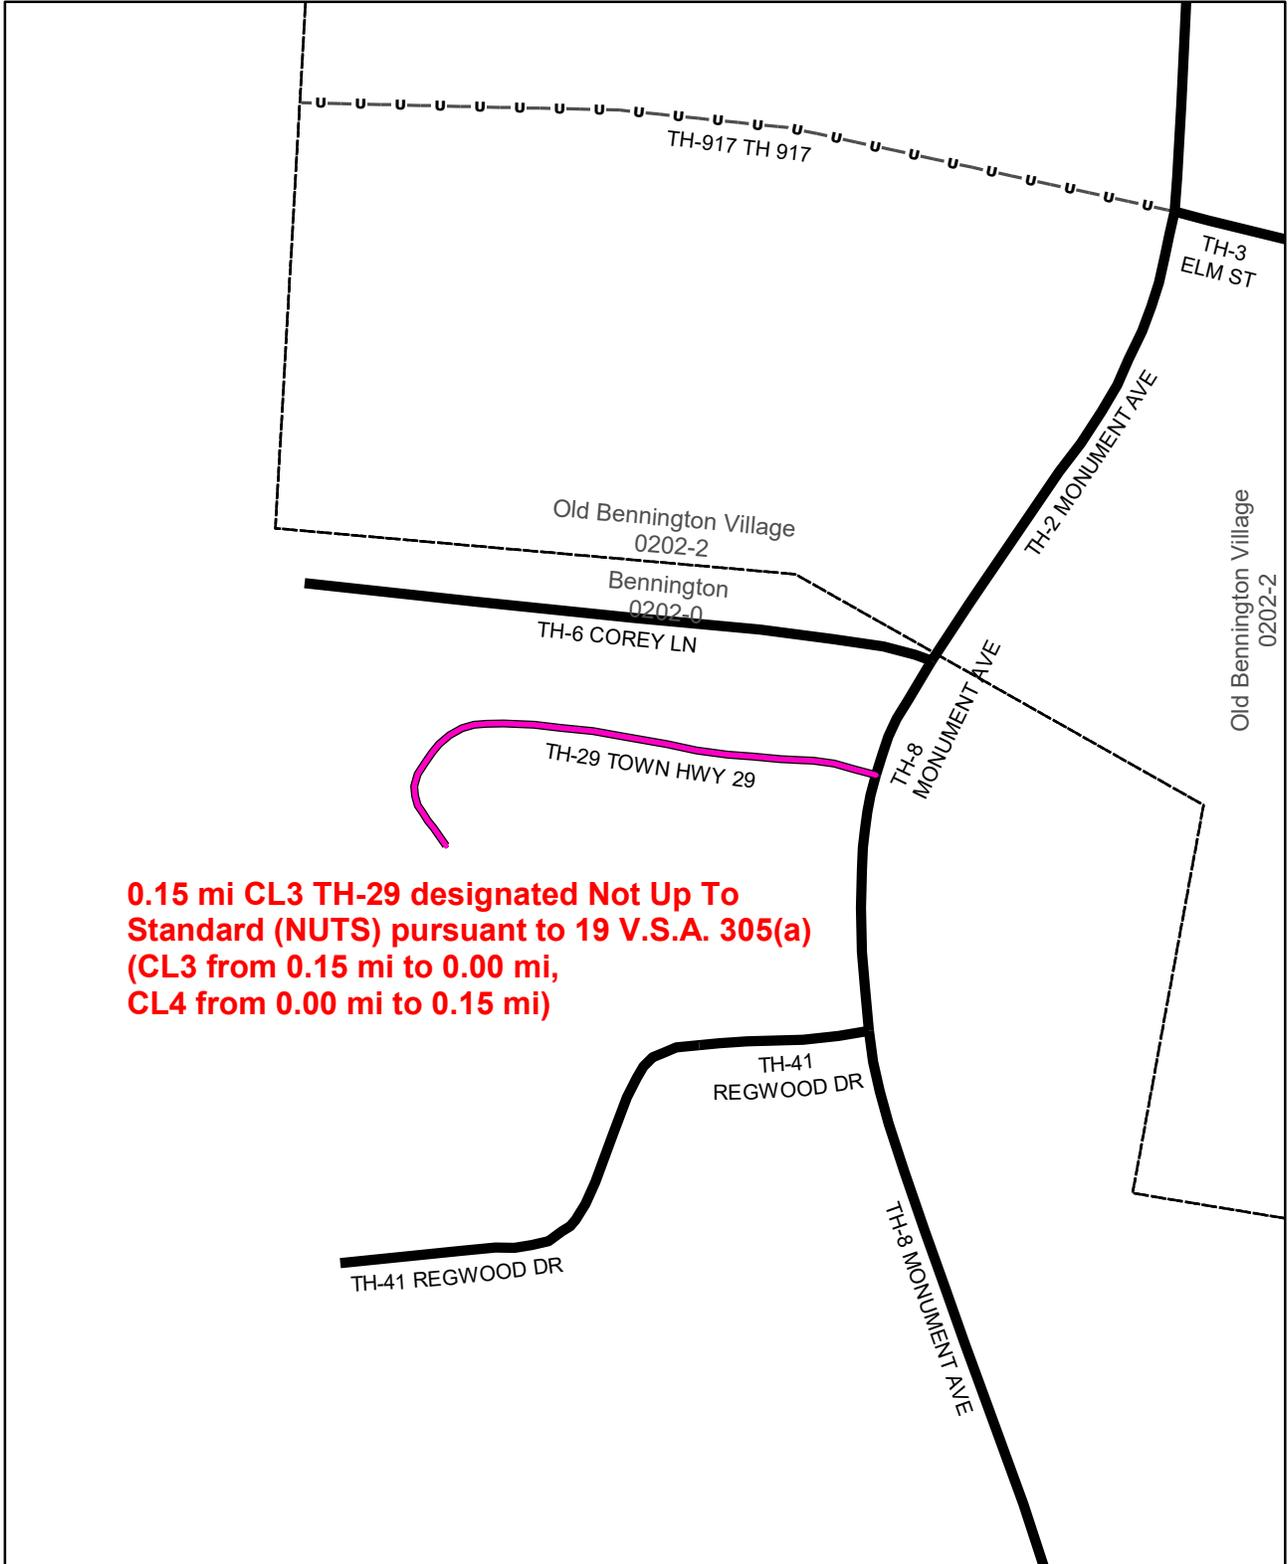 U U U U U U U U U U U U U U U U U U U U U U
TH-917 TH 917
TH-3
ELM ST
TH-2 MONUMENT AVE
Old Bennington Village
0202-2
Old Bennington Village
0202-2
Bennington
0202-0
TH-6 COREY LN
TH-8
MONUMENT AVE
TH-29 TOWN HWY 29
0.15 mi CL3 TH-29 designated Not Up To
Standard (NUTS) pursuant to 19 V.S.A. 305(a)
(CL3 from 0.15 mi to 0.00 mi,
CL4 from 0.00 mi to 0.15 mi)
TH-41
REGWOOD DR
TH-8 MONUMENT AVE
TH-41 REGWOOD DR